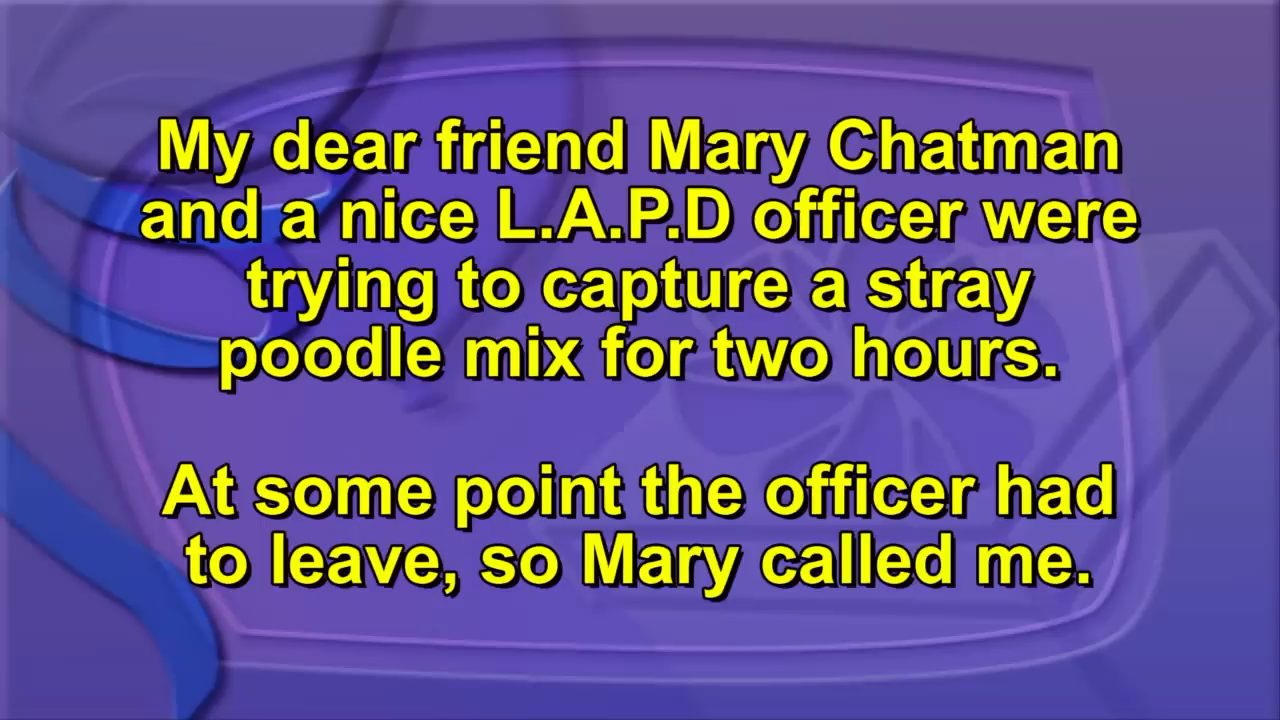 My dear friend Mary Chatman
and a nice L.A.P.D officer were
trying to capture a stray
poodle mix for two hours.
At some point the officer had
to leave, so Mary called me.